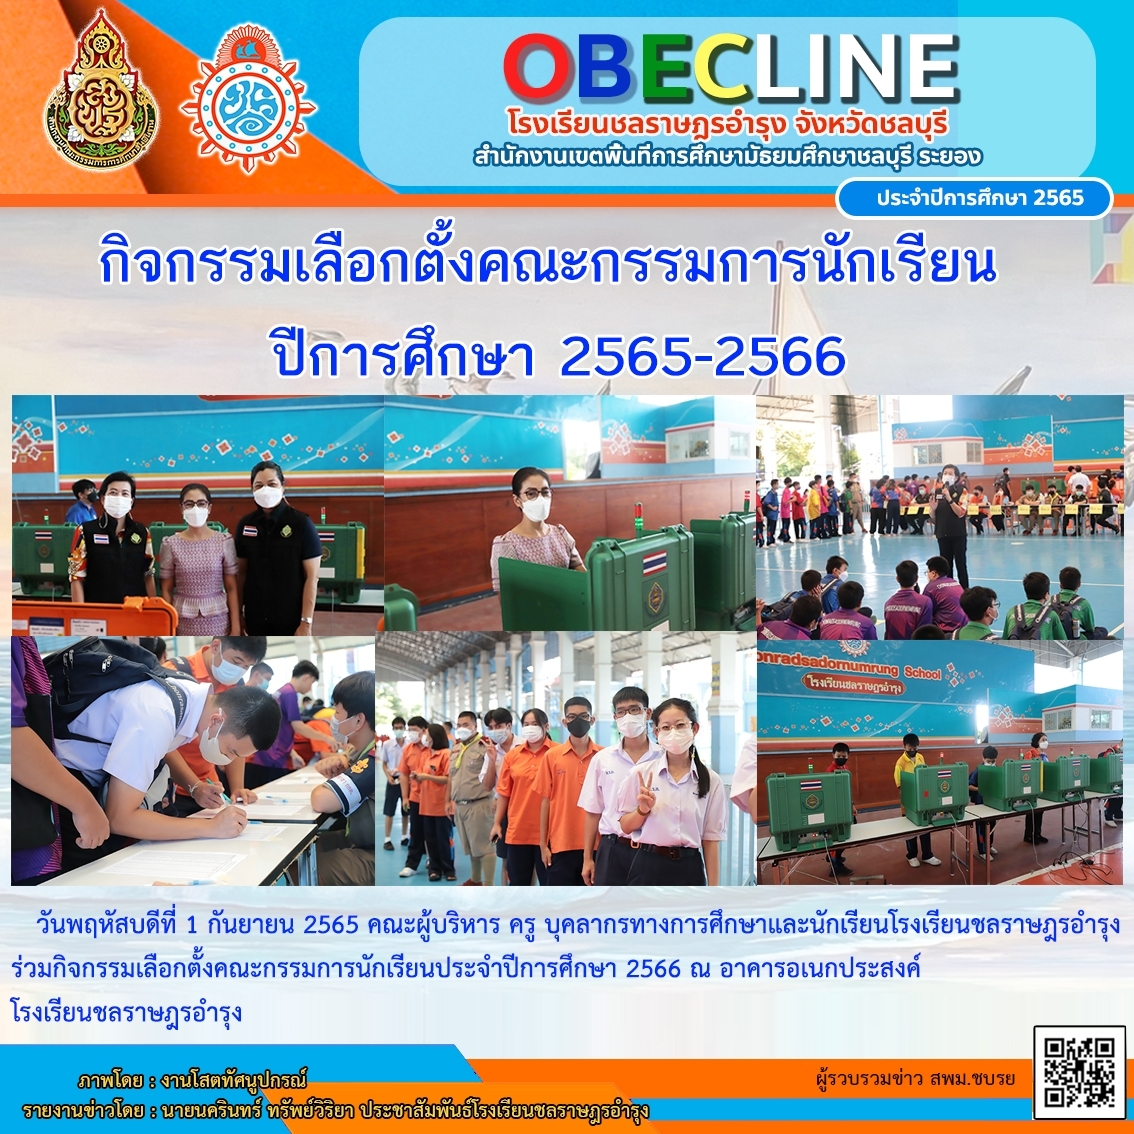 OBECLINE
โรงเรียนชลราษฎรอำรุง จังหวัดชลบุรี
สำนักงานเขตพื้นที่การศึกษามัธยมศึกษาชลบุรี ระยอง
ประจำปีการศึกษา 2565
กิจกรรมเลือกตั้งคณะกรรมการนักเรียน
ปีการศึกษา 2565-2566
onradsadornumrung School
โรงเรียนชลราษฎรอำรุง
วันพฤหัสบดีที่ 1 กันยายน 2565 คณะผู้บริหาร ครู บุคลากรทางการศึกษาและนักเรียนโรงเรียนชลราษฎรอำรุง
ร่วมกิจกรรมเลือกตั้งคณะกรรมการนักเรียนประจำปีการศึกษา 2566 ณ อาคารอเนกประสงค์
โรงเรียนชลราษฎรอำรุง
ภาพโดย : งานโสตทัศนูปกรณ์
รายงานข่าวโดย : นายนครินทร์ ทรัพย์วิริยา ประชาสัมพันธ์โรงเรียนชลราษฎรอำรุง
ผู้รวบรวมข่าว สพม.ชบรย